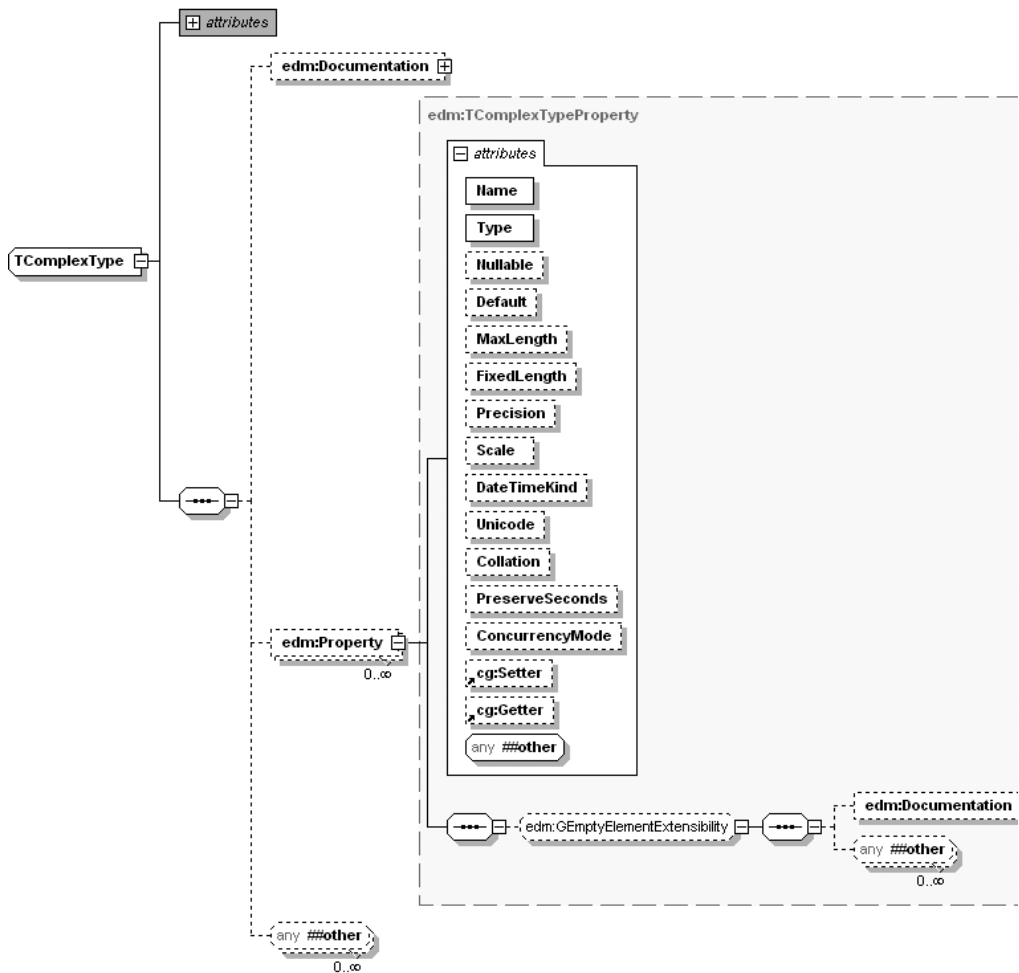 attributes
edm:Documentation
edm:TComplexTypeProperty
attributes
Name
Type
Nullable
TComplexType
Default
MaxLength
FixedLength
Precision
Scale
DateTimeKind
Unicode
Collation
PreserveSeconds
ConcurrencyMode
edm:Property
0..∞
cg:Setter
cg:Getter
any ##other
edm:GEmptyElementExtensibility
edm:Documentation
any ##other
0..∞
any ##other
0..∞